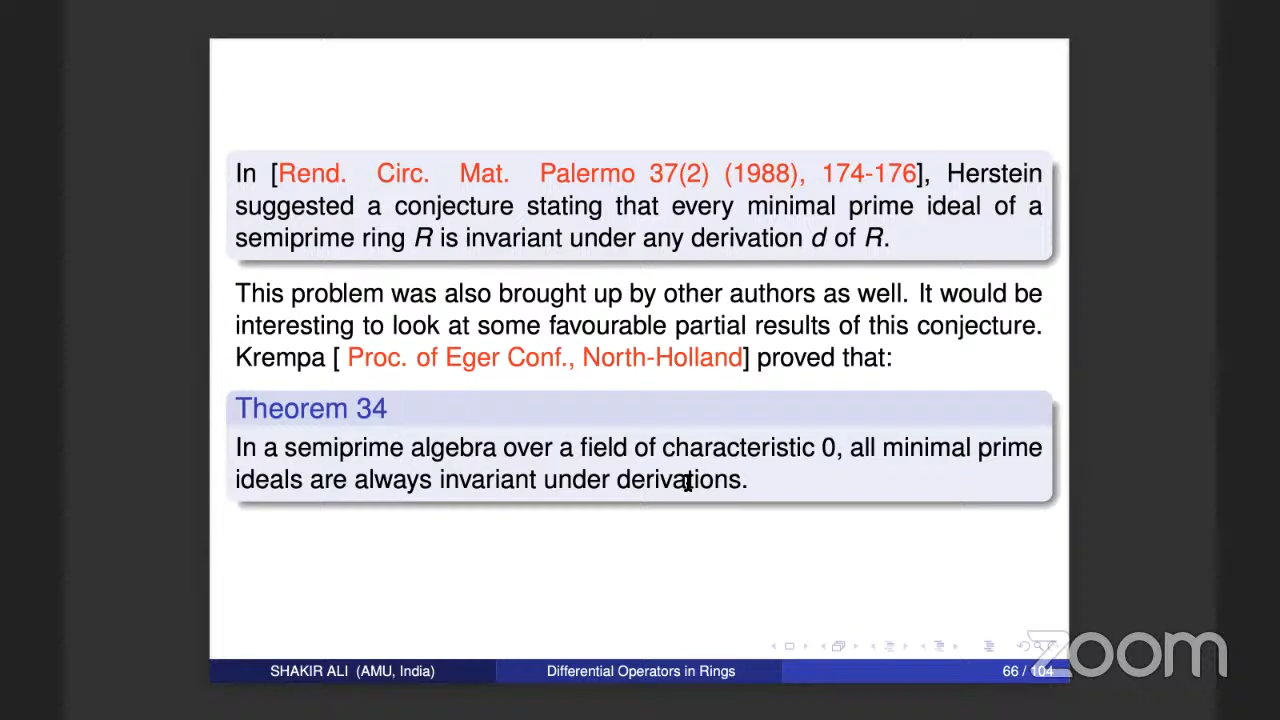 In [Rend. Circ. Mat. Palermo 37(2) (1988), 174-176], Herstein
suggested a conjecture stating that every minimal prime ideal of a
semiprime ring R is invariant under any derivation d of R.
This problem was also brought up by other authors as well. It would be
interesting to look at some favourable partial results of this conjecture.
Krempa [ Proc. of Eger Conf., North-Holland] proved that:
Theorem 34
In a semiprime algebra over a field of characteristic 0, all minimal prime
ideals are always invariant under derivations.
SHAKIR ALI (AMU, India)
Differential Operators in Rings
66 / 104
zoom